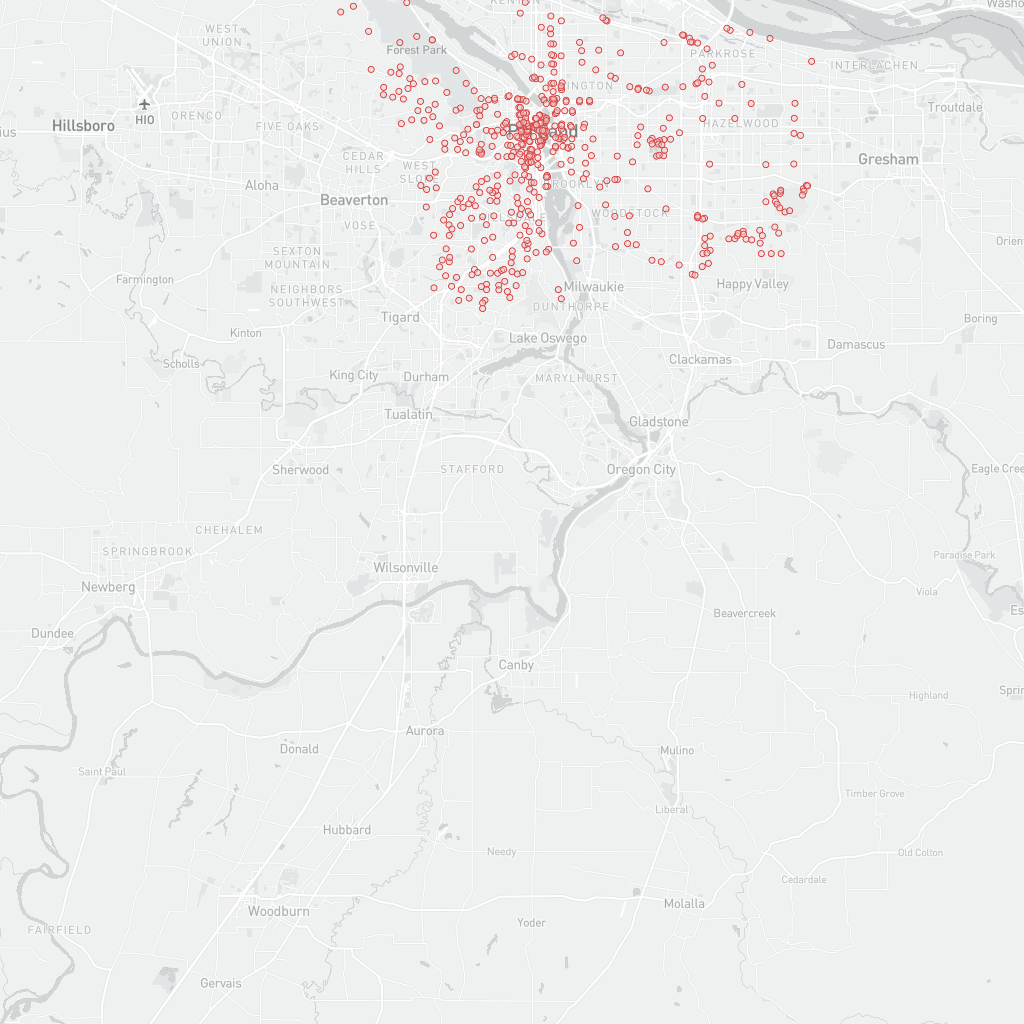 KENTON
Washo
WEST
UNION
Forest Park
PARKROSE
INTERLACHEN
Troutdale
ORENCO
HIO
Hillsboro
FIVE OAKS
HAZELWOOD
Portland
CEDAR
HILLS
WEST
SLOPE
Gresham
Aloha
Beaverton
BROOKLYN
WOODSTOCK
VOSE
SEXTON
MOUNTAIN
Orient
Farmington
NEIGHBORS
SOUTHWEST
Milwaukie
Happy Valley
DUNTHORPE
Tigard
Boring
Kinton
Lake Oswego
Damascus
Scholls
Clackamas
King City
Durham
MARYLHURST
Tualatin
Gladstone
Sherwood
STAFFORD
Oregon City
Eagle Cree
CHEHALEM
SPRINGBROOK
Paradise Park
Wilsonville
Newberg
Viola
Es
Beavercreek
Dundee
Canby
Highland
Sprin
Aurora
Donald
Mulino
Saint Paul
Timber Grove
Liberal
Hubbard
Needy
Old Colton
Cedardale
Woodburn
Molalla
Yoder
FAIRFIELD
Gervais